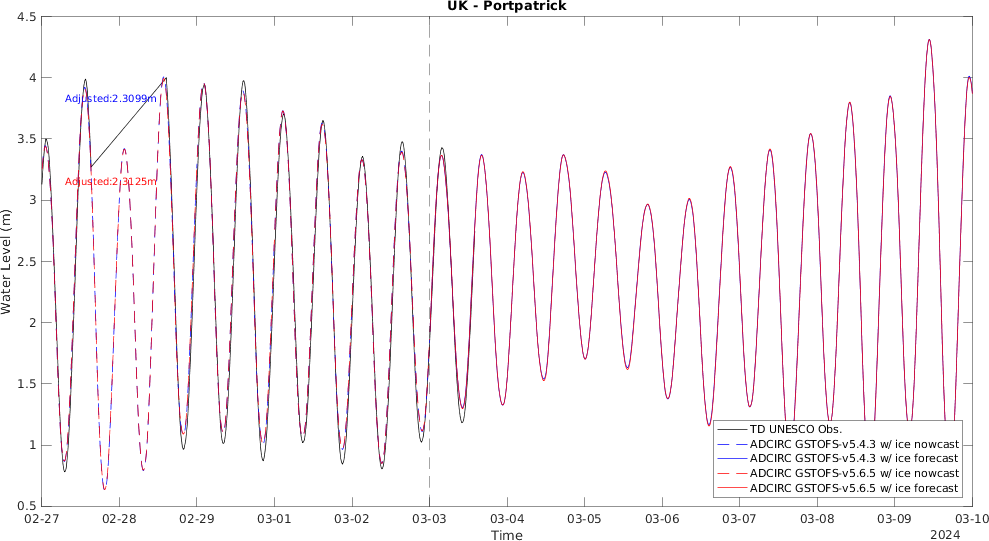 UK - Portpatrick
4.5
4
3.5
3
2.5
2
1.5
1
0.5
Water Level (m)
Adjusted:2.3099m
Adjusted:2.3125m
TD UNESCO Obs.
ADCIRC GSTOFS-v5.4.3 w/ ice nowcast
ADCIRC GSTOFS-v5.4.3 w/ ice forecast
ADCIRC GSTOFS-v5.6.5 w/ ice nowcast
ADCIRC GSTOFS-v5.6.5 w/ ice forecast
02-27 02-28 02-29 03-01 03-02 03-03 03-04 03-05 03-06 03-07 03-08 03-09 03-10
Time
2024